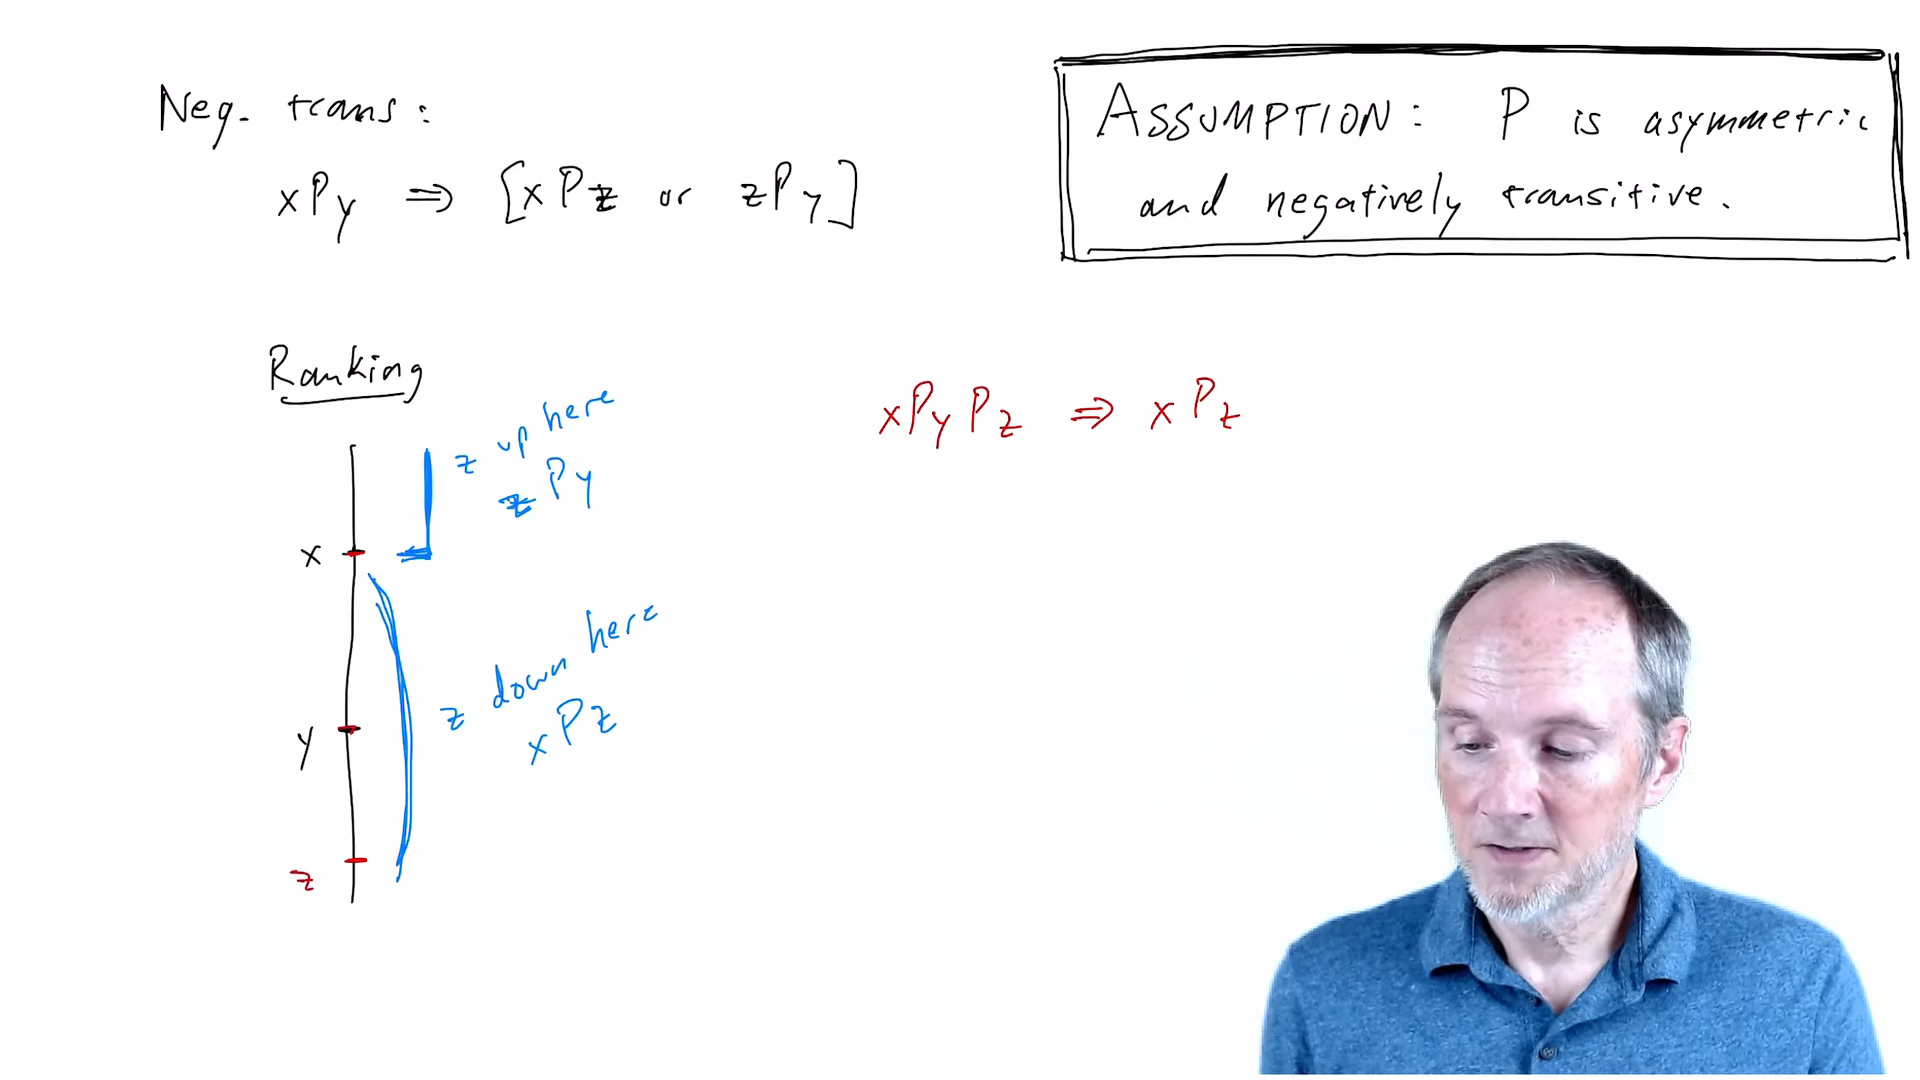 Neg. trans:
xPy ⇒ [xPz or zPy]
ASSUMPTION: P is asymmetric
and negatively transitive.
Ranking
z up here
zPy
x
z down here
xPz
y
z
xPyPz ⇒ xPz